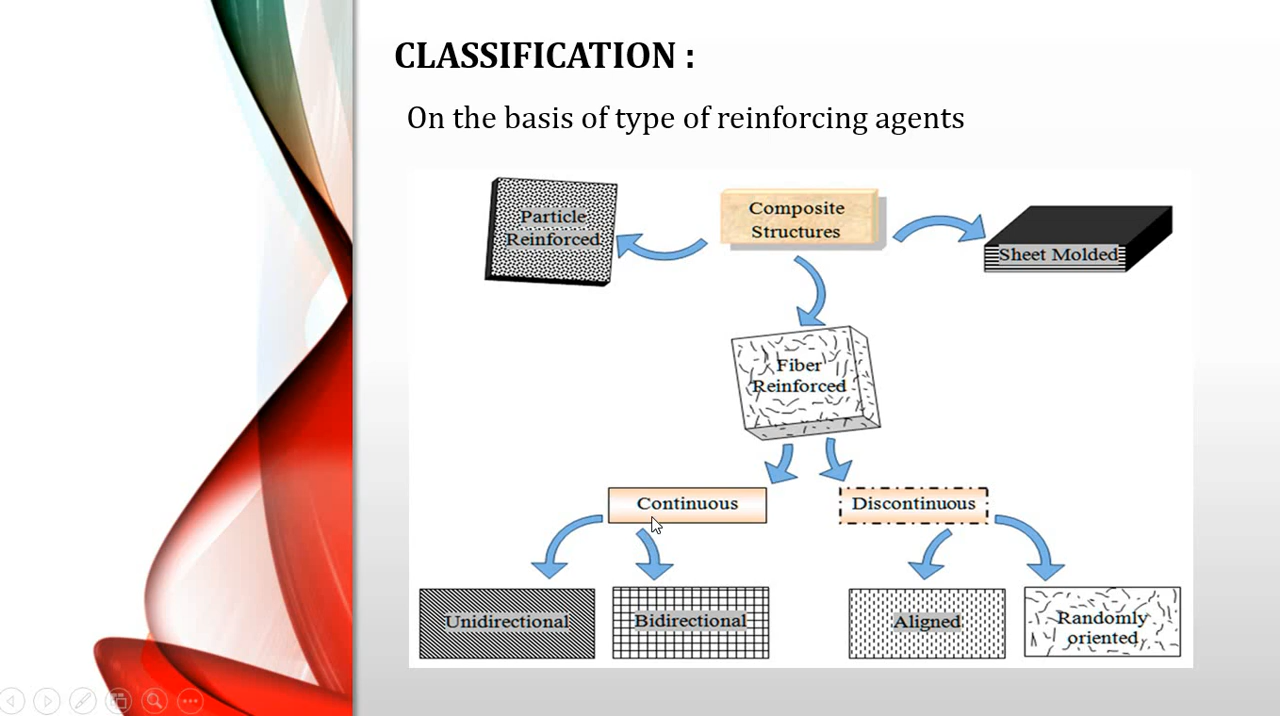 CLASSIFICATION :
On the basis of type of reinforcing agents
Particle
Reinforced
Composite
Structures
Sheet Molded
Fiber
Reinforced
Continuous
Discontinuous
Unidirectional
Bidirectional
Aligned
Randomly
oriented